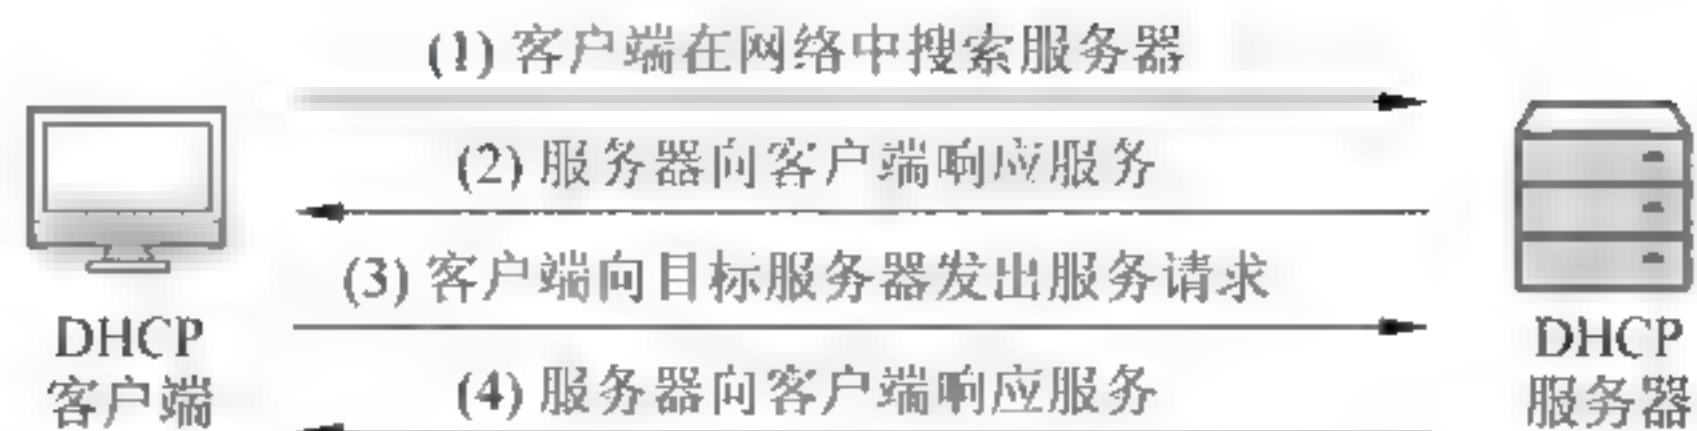 (1) 客户端在网络中搜索服务器
(2) 服务器向客户端响应服务
(3) 客户端向目标服务器发出服务请求
(4) 服务器向客户端响应服务
DHCP
客户端
DHCP
服务器